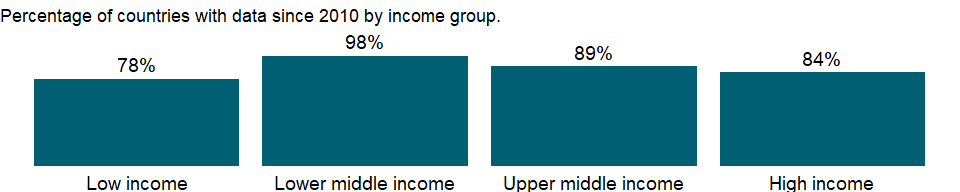 Percentage of countries with data since 2010 by income group.
78%
98%
89%
84%
Low income
Lower middle income
Upper middle income
High income